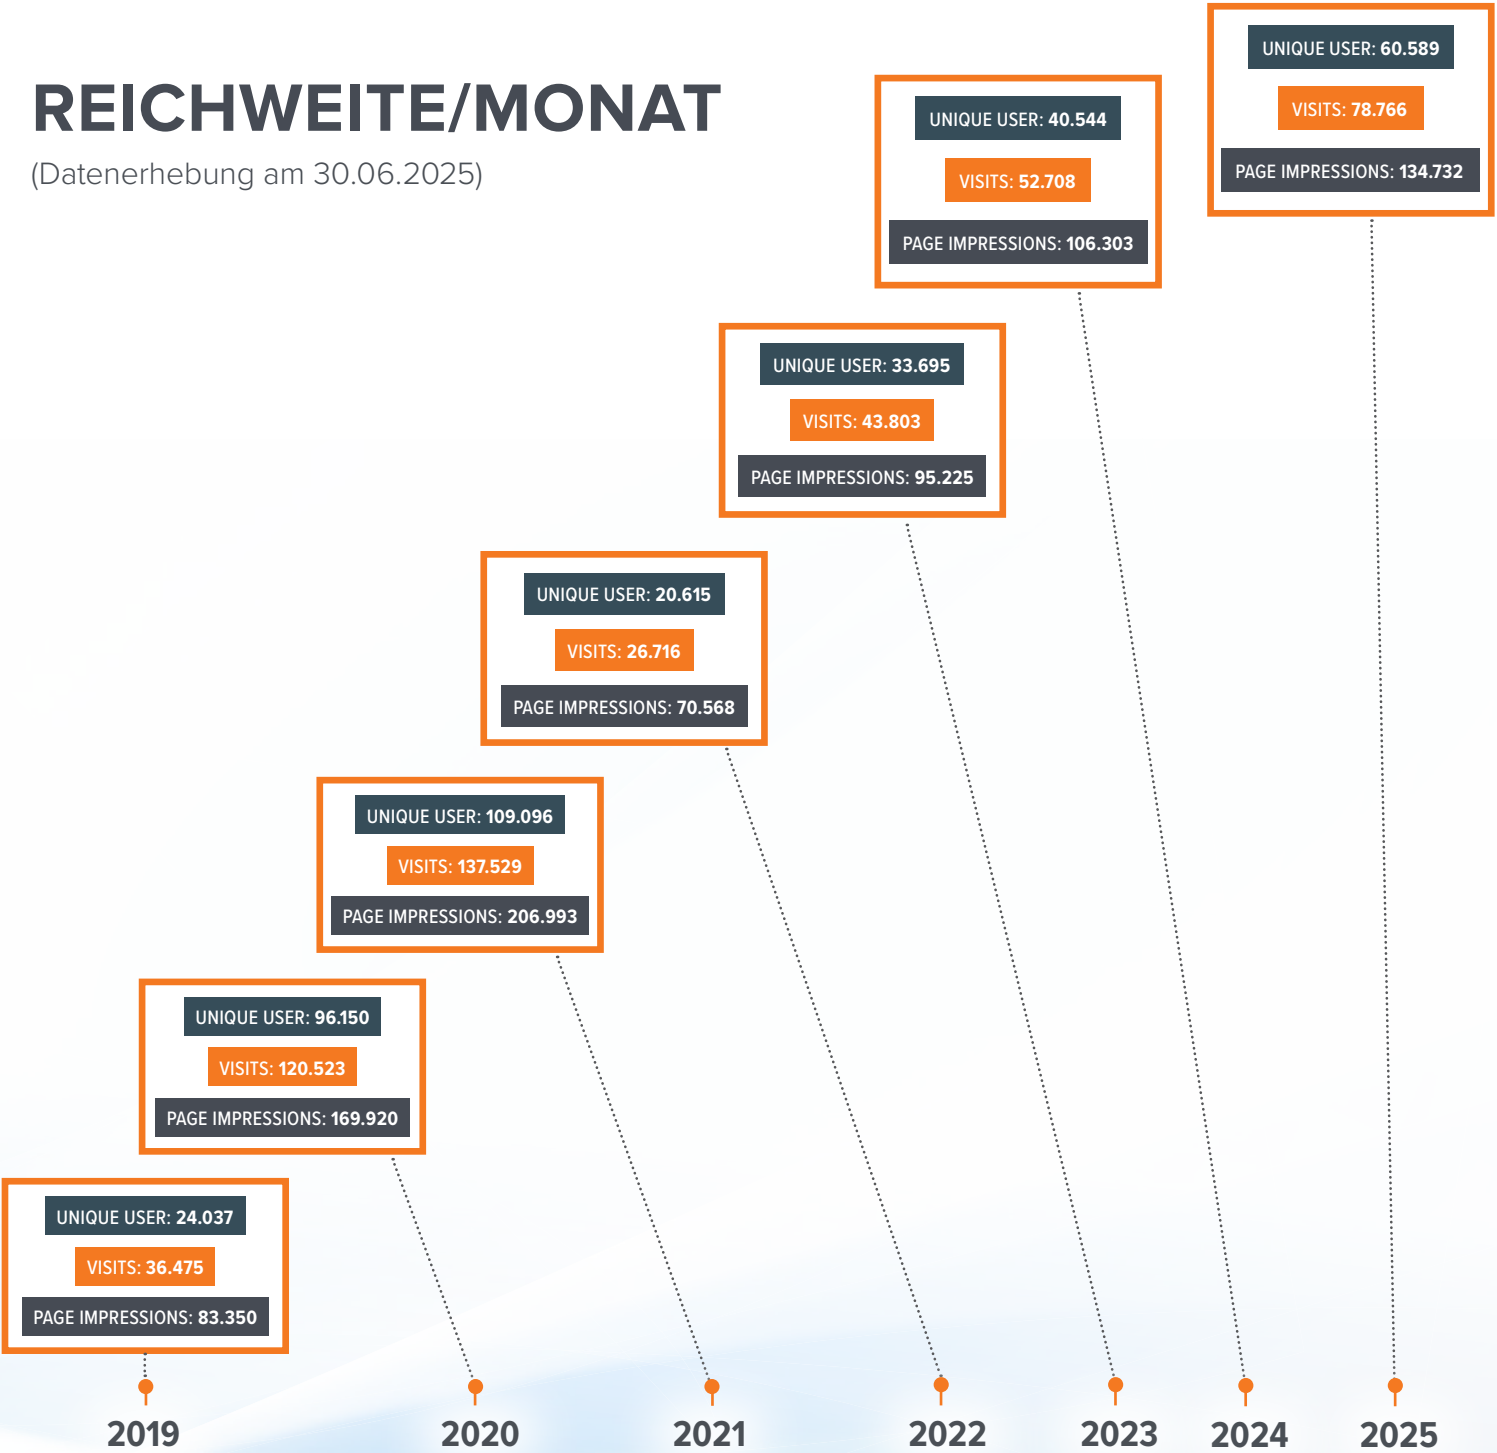 REICHWEITE/MONAT
(Datenerhebung am 30.06.2025)
UNIQUE USER: 60.589
VISITS: 78.766
PAGE IMPRESSIONS: 134.732
UNIQUE USER: 40.544
VISITS: 52.708
PAGE IMPRESSIONS: 106.303
UNIQUE USER: 33.695
VISITS: 43.803
PAGE IMPRESSIONS: 95.225
UNIQUE USER: 20.615
VISITS: 26.716
PAGE IMPRESSIONS: 70.568
UNIQUE USER: 109.096
VISITS: 137.529
PAGE IMPRESSIONS: 206.993
UNIQUE USER: 96.150
VISITS: 120.523
PAGE IMPRESSIONS: 169.920
UNIQUE USER: 24.037
VISITS: 36.475
PAGE IMPRESSIONS: 83.350
2019 2020 2021 2022 2023 2024 2025